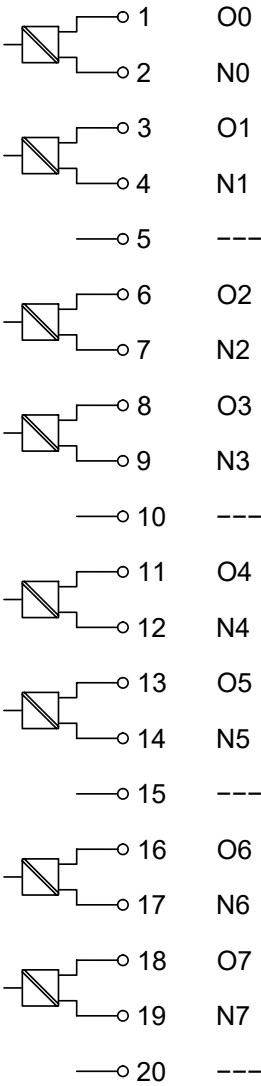 1 O0
2 N0
3 O1
4 N1
5 ---
6 O2
7 N2
8 O3
9 N3
10 ---
11 O4
12 N4
13 O5
14 N5
15 ---
16 O6
17 N6
18 O7
19 N7
20 ---